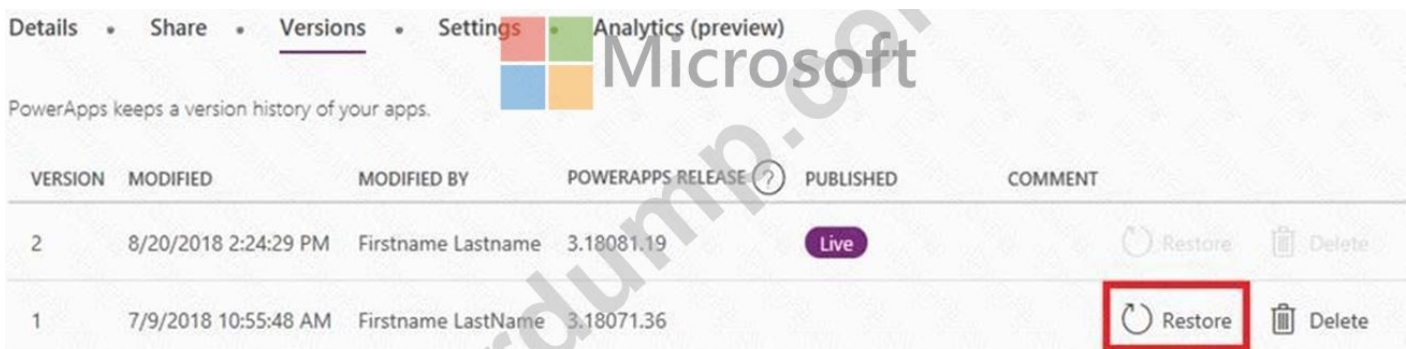 Details • Share • Versions • Settings • Analytics (preview)
Microsoft
PowerApps keeps a version history of your apps.
VERSION MODIFIED MODIFIED BY POWERAPPS RELEASE ? PUBLISHED COMMENT
2 8/20/2018 2:24:29 PM Firstname Lastname 3.18081.19 Live Restore Delete
1 7/9/2018 10:55:48 AM Firstname LastName 3.18071.36 Restore Delete